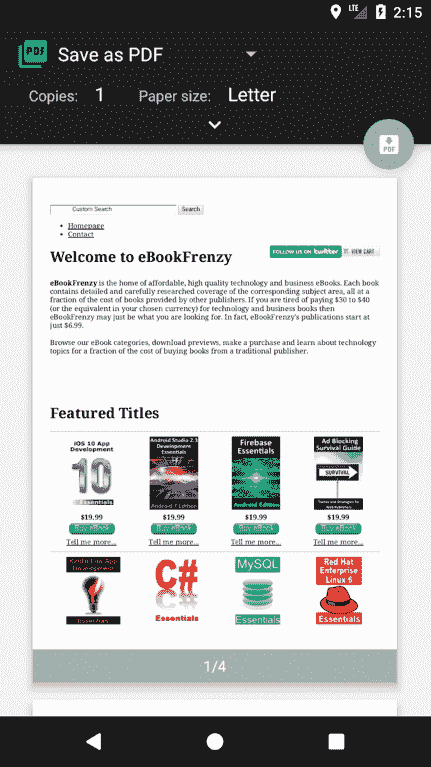 LTE 2:15
PDF Save as PDF
Copies: 1 Paper size: Letter
PDF
Custom Search Search
Homepage
Contact
FOLLOW US ON twitter VIEW CART
Welcome to eBookFrenzy
eBookFrenzy is the home of affordable, high quality technology and business eBooks. Each book
contains detailed and carefully researched coverage of the corresponding subject area, all at a
fraction of the cost of books provided by other publishers. If you are tired of paying $30 to $40
(or the equivalent in your chosen currency) for technology and business books then
eBookFrenzy may just be what you are looking for. In fact, eBookFrenzy's publications start at
just $6.99.
Browse our eBook categories, download previews, make a purchase and learn about technology
topics for a fraction of the cost of buying books from a traditional publisher.
Featured Titles
iOS 10 App
Development
10
Essentials
Android Studio 2.3
Development
Essentials
Android 7 Edition
Firebase
Essentials
Android Edition
Ad Blocking
Survival Guide
SURVIVAL
$19.99 $19.99 $19.99 $19.99
Buy eBook Buy eBook Buy eBook Buy eBook
Tell me more... Tell me more... Tell me more... Tell me more...
C#
Essentials
MySQL
Essentials
Red Hat
Enterprise
Linux 6
Essentials
1/4